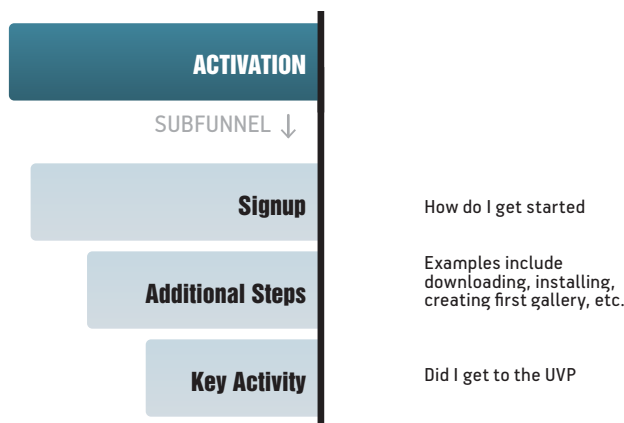 ACTIVATION
SUBFUNNEL ↓
Signup
How do I get started
Additional Steps
Examples include
downloading, installing,
creating first gallery, etc.
Key Activity
Did I get to the UVP